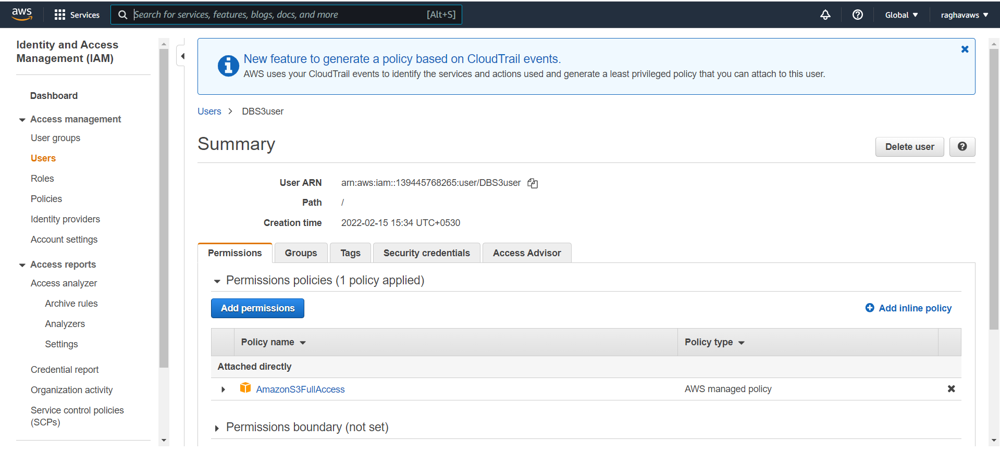 aws
Services
Search for services, features, blogs, docs, and more
[Alt+S]
Global
raghavaws
Identity and Access
Management (IAM)
Dashboard
Access management
User groups
Users
Roles
Policies
Identity providers
Account settings
Access reports
Access analyzer
Archive rules
Analyzers
Settings
Credential report
Organization activity
Service control policies
(SCPs)
New feature to generate a policy based on CloudTrail events.
AWS uses your CloudTrail events to identify the services and actions used and generate a least privileged policy that you can attach to this user.
Users > DBS3user
Summary
Delete user
User ARN arn:aws:iam::139445768265:user/DBS3user
Path /
Creation time 2022-02-15 15:34 UTC+0530
Permissions Groups Tags Security credentials Access Advisor
Permissions policies (1 policy applied)
Add permissions
Add inline policy
Policy name Policy type
Attached directly
AmazonS3FullAccess AWS managed policy
Permissions boundary (not set)